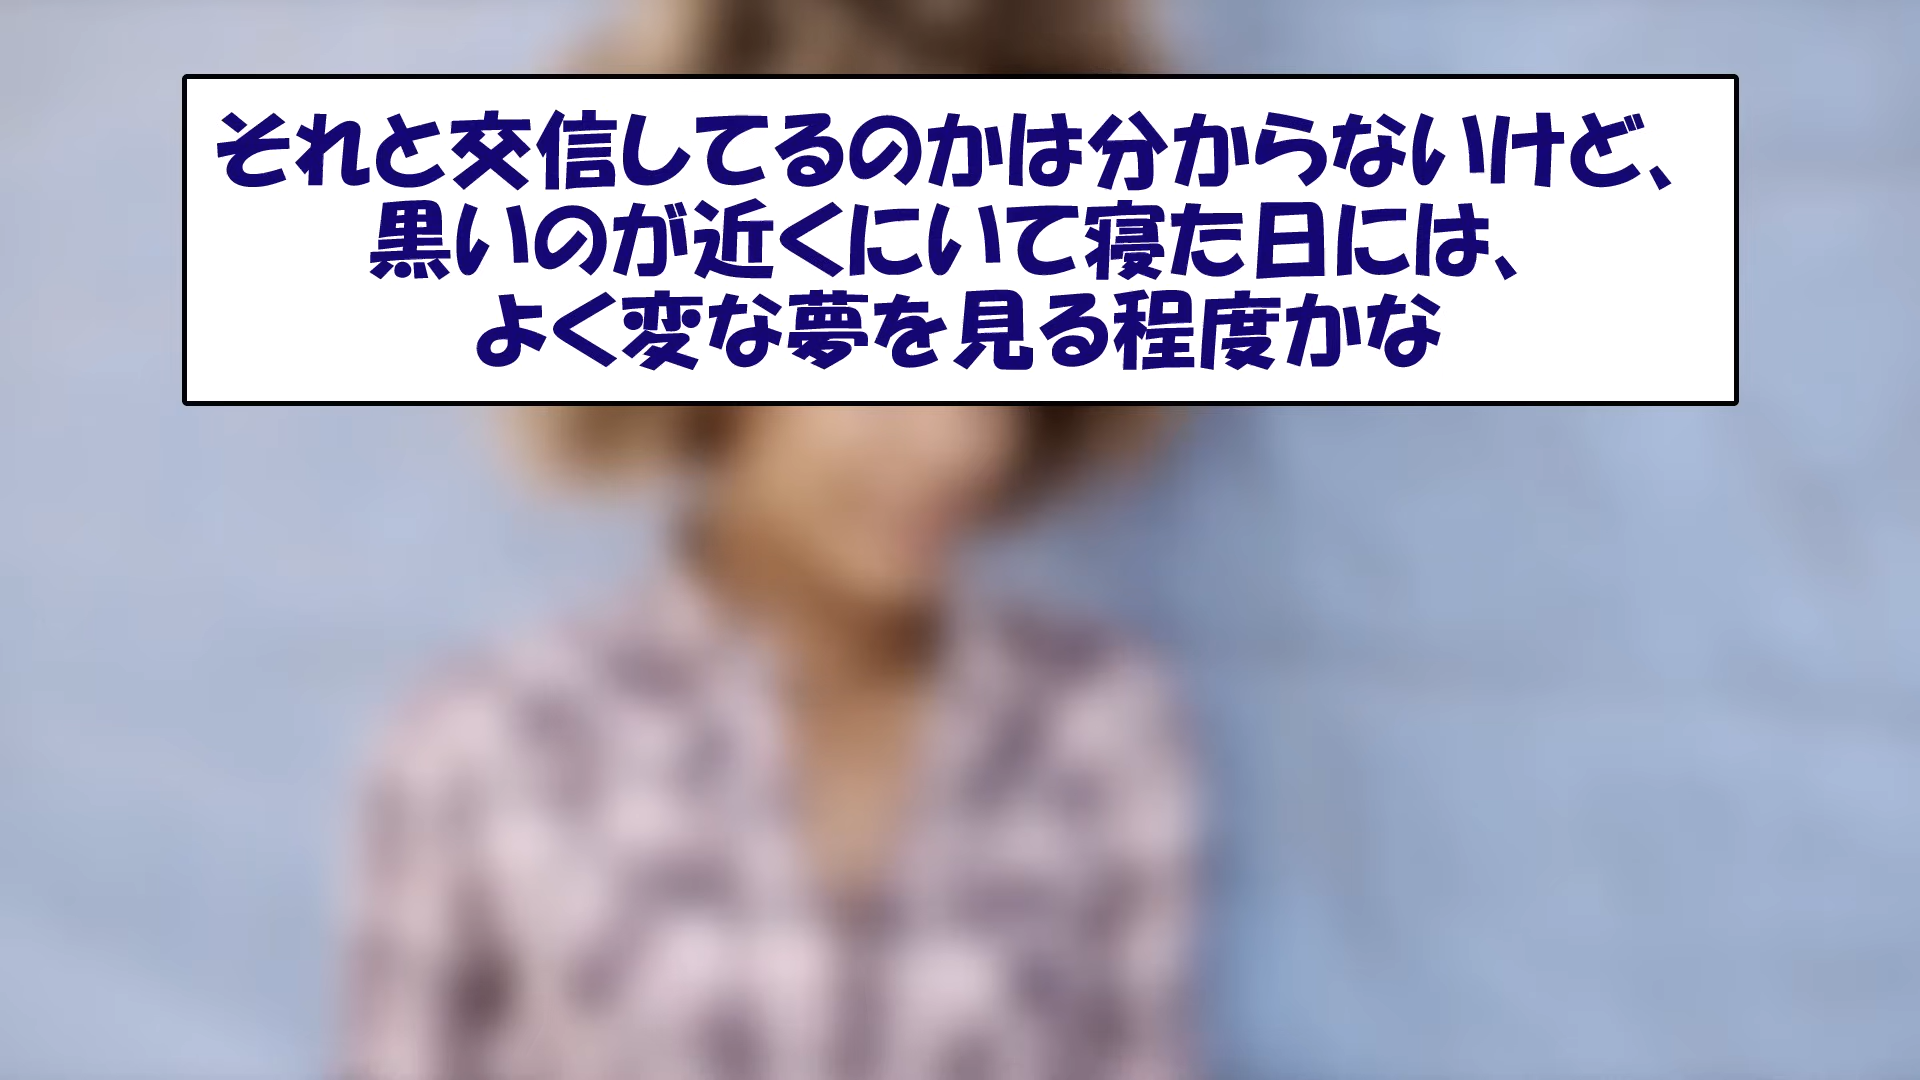 それと交信してるのかは分からないけど、
黒いのが近くにいて寝た日には、
よく変な夢を見る程度かな